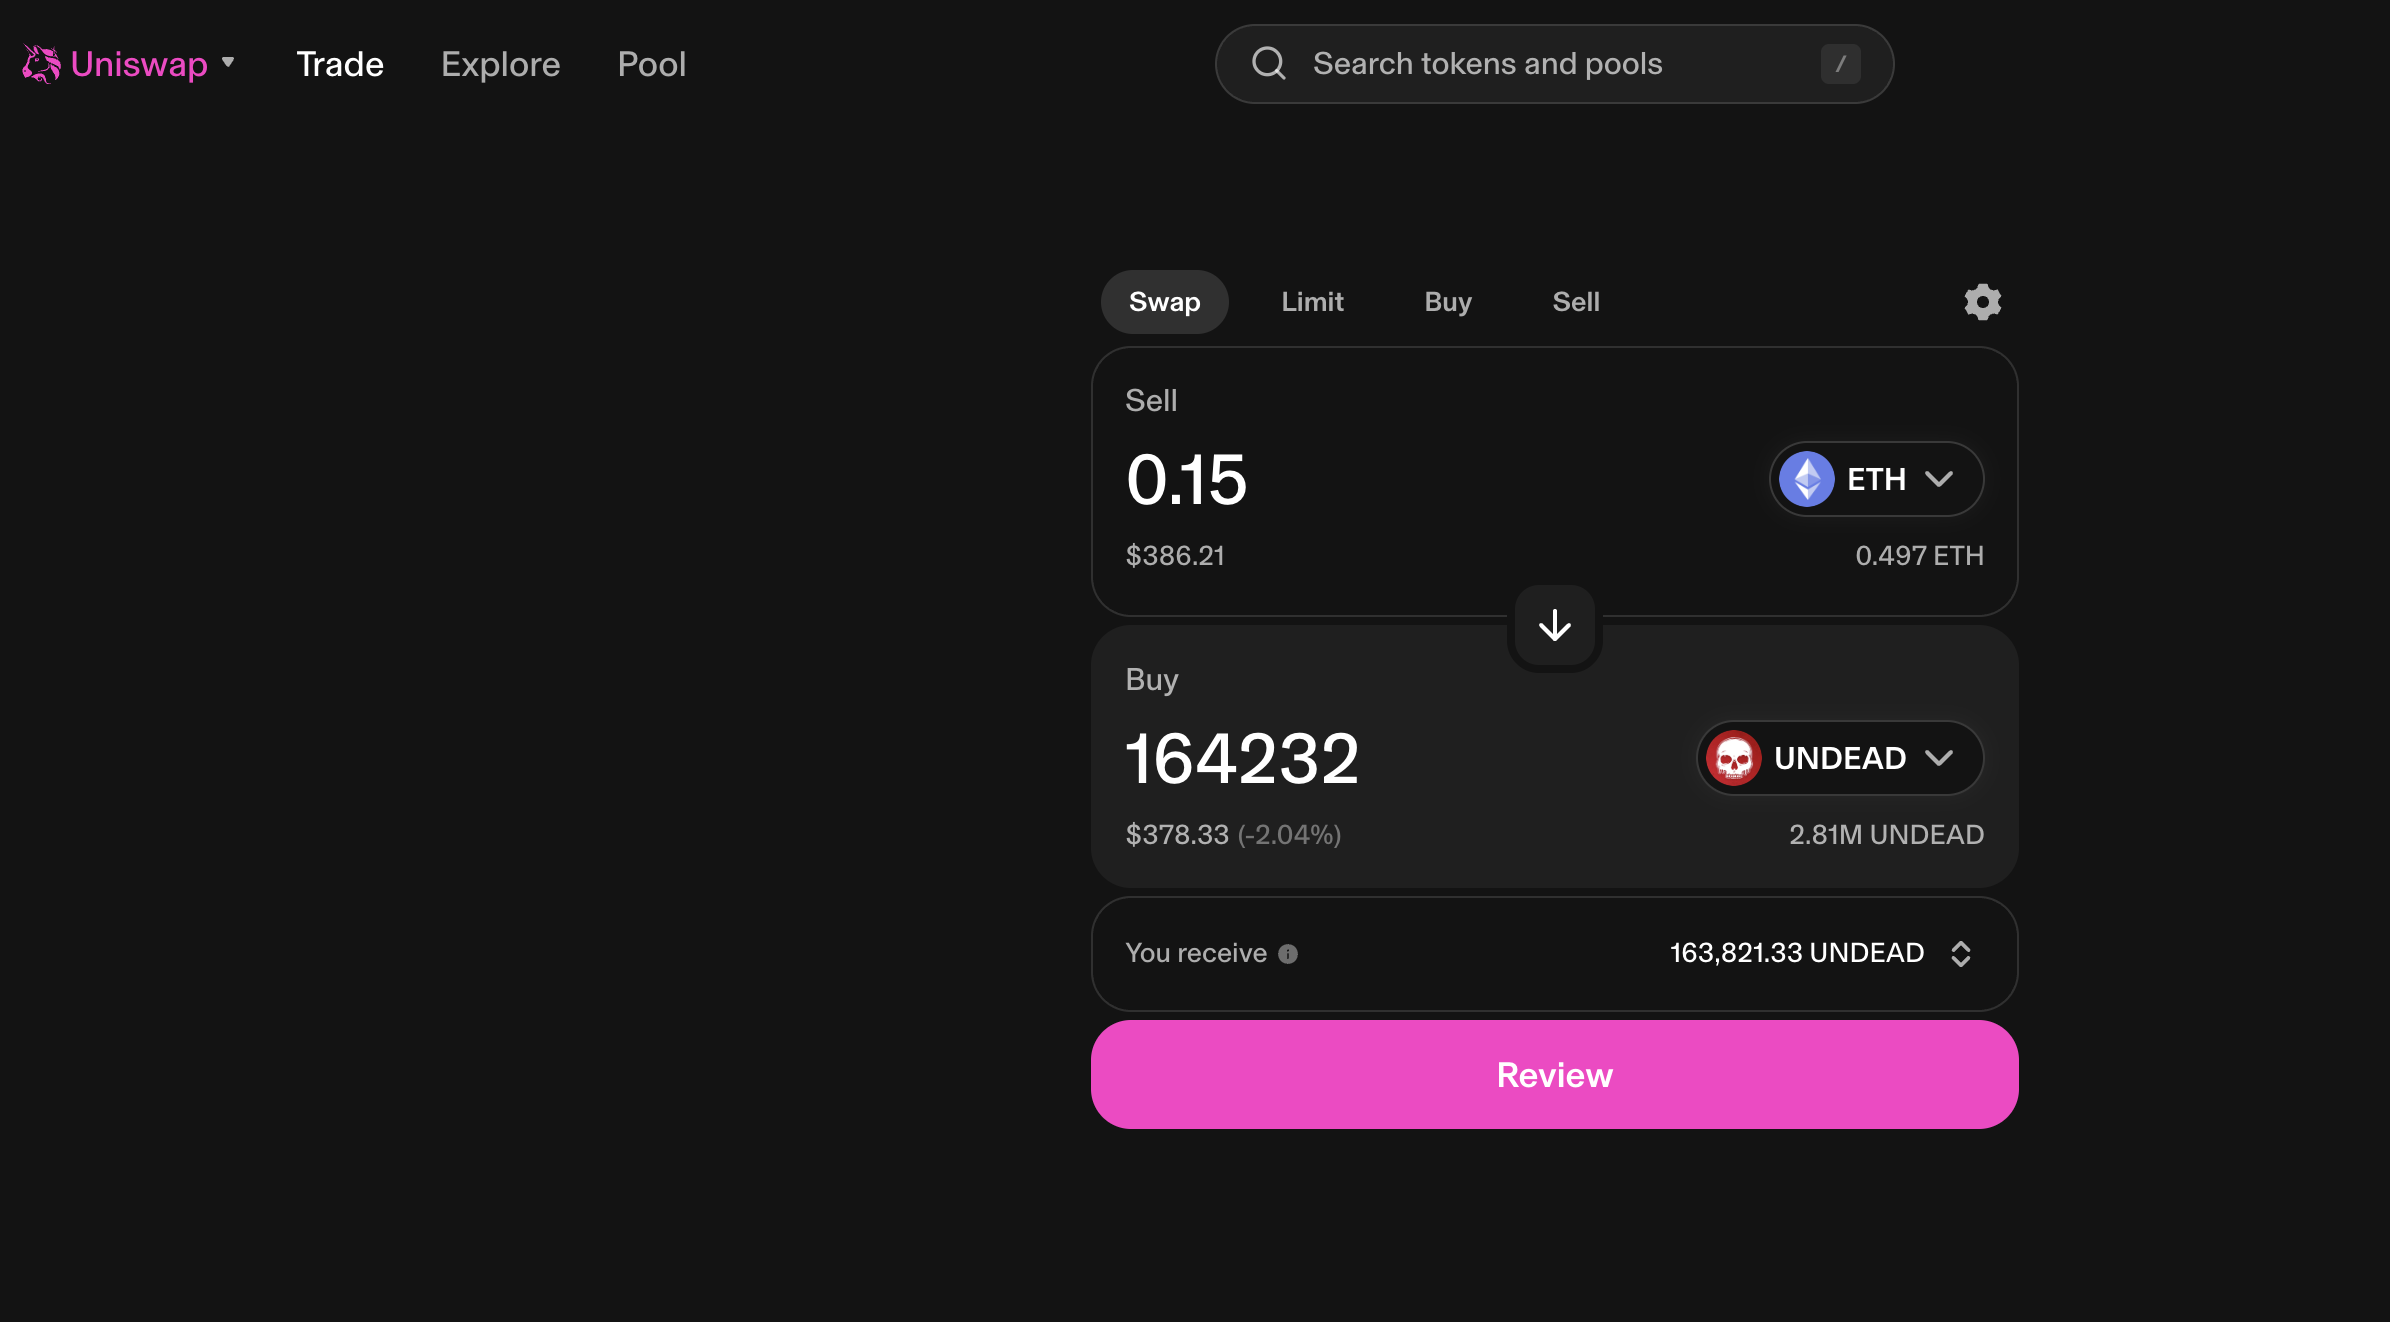 Uniswap Trade Explore Pool Search tokens and pools /
Swap Limit Buy Sell
Sell
0.15 ETH
$386.21 0.497 ETH
Buy
164232 UNDEAD
$378.33 (-2.04%) 2.81M UNDEAD
You receive 163,821.33 UNDEAD
Review